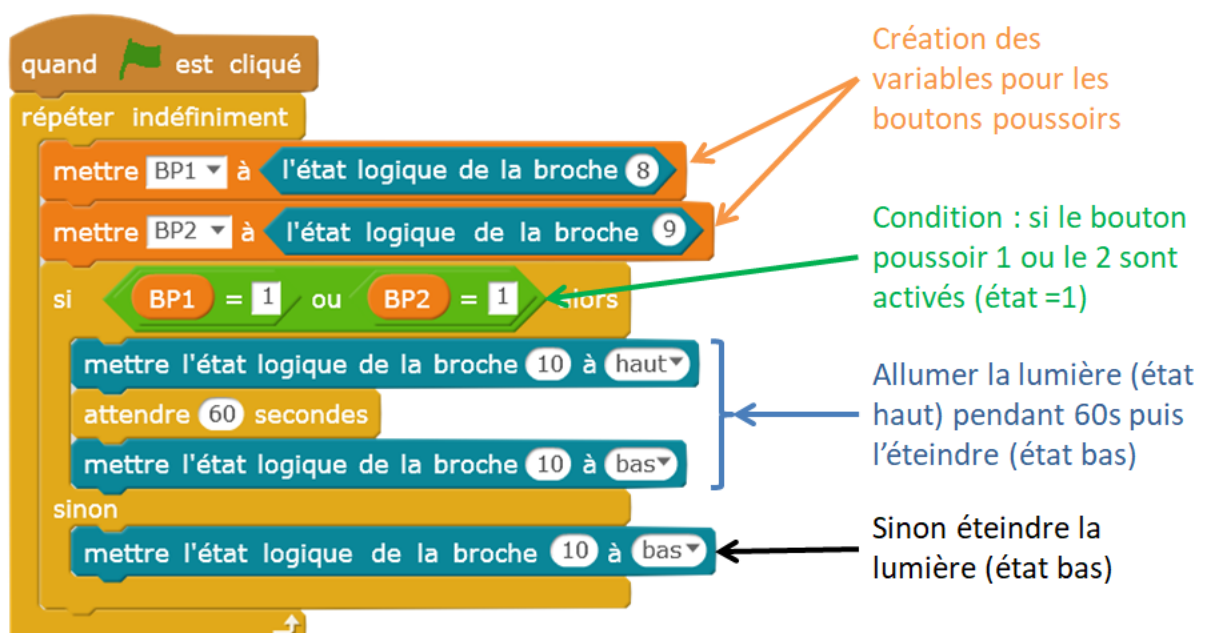 quand est cliqué
répéter indéfiniment
mettre BP1 à l'état logique de la broche 8
mettre BP2 à l'état logique de la broche 9
si BP1 = 1 ou BP2 = 1 alors
mettre l'état logique de la broche 10 à haut
attendre 60 secondes
mettre l'état logique de la broche 10 à bas
sinon
mettre l'état logique de la broche 10 à bas
Création des
variables pour les
boutons poussoirs
Condition : si le bouton
poussoir 1 ou le 2 sont
activés (état =1)
Allumer la lumière (état
haut) pendant 60s puis
l’éteindre (état bas)
Sinon éteindre la
lumière (état bas)